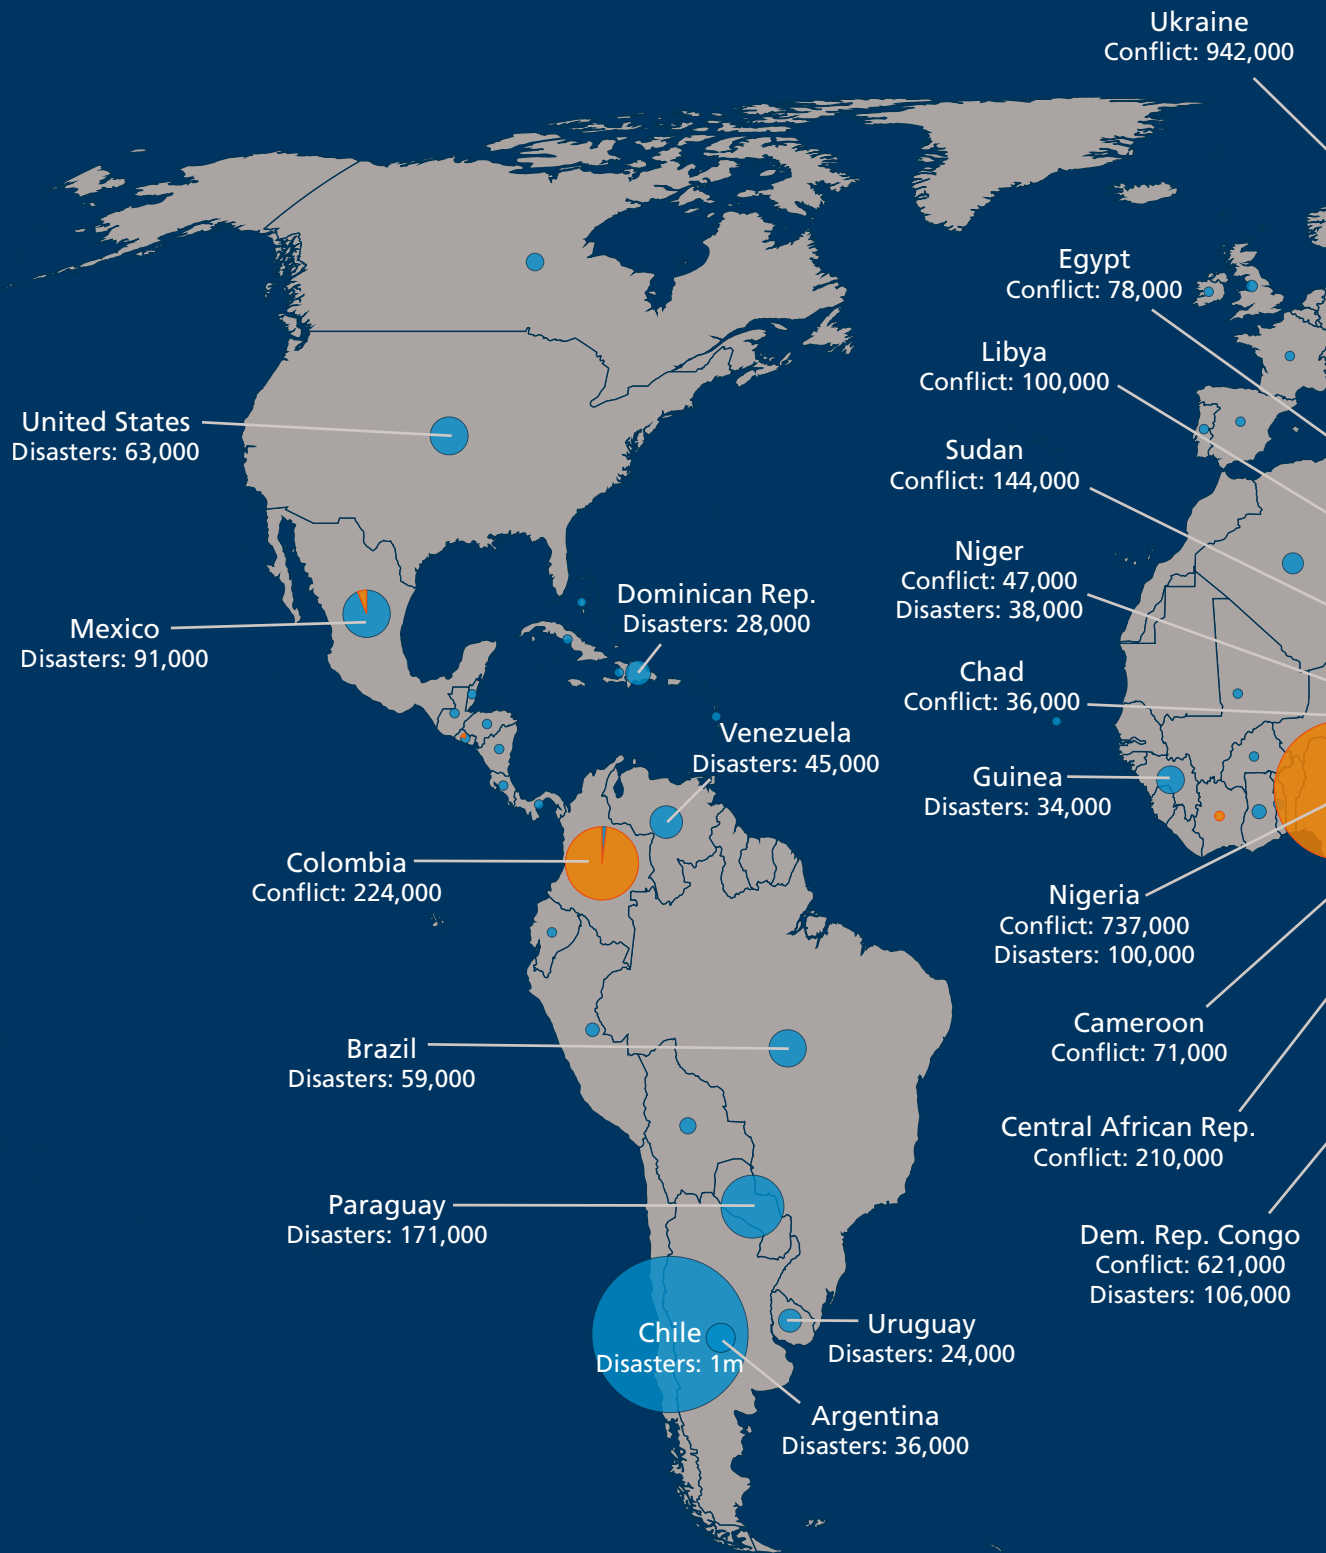 Ukraine
Conflict: 942,000
Egypt
Conflict: 78,000
Libya
Conflict: 100,000
United States
Disasters: 63,000
Sudan
Conflict: 144,000
Niger
Conflict: 47,000
Disasters: 38,000
Dominican Rep.
Disasters: 28,000
Mexico
Disasters: 91,000
Chad
Conflict: 36,000
Venezuela
Disasters: 45,000
Guinea
Disasters: 34,000
Colombia
Conflict: 224,000
Nigeria
Conflict: 737,000
Disasters: 100,000
Cameroon
Conflict: 71,000
Brazil
Disasters: 59,000
Central African Rep.
Conflict: 210,000
Paraguay
Disasters: 171,000
Dem. Rep. Congo
Conflict: 621,000
Disasters: 106,000
Chile
Disasters: 1m
Uruguay
Disasters: 24,000
Argentina
Disasters: 36,000